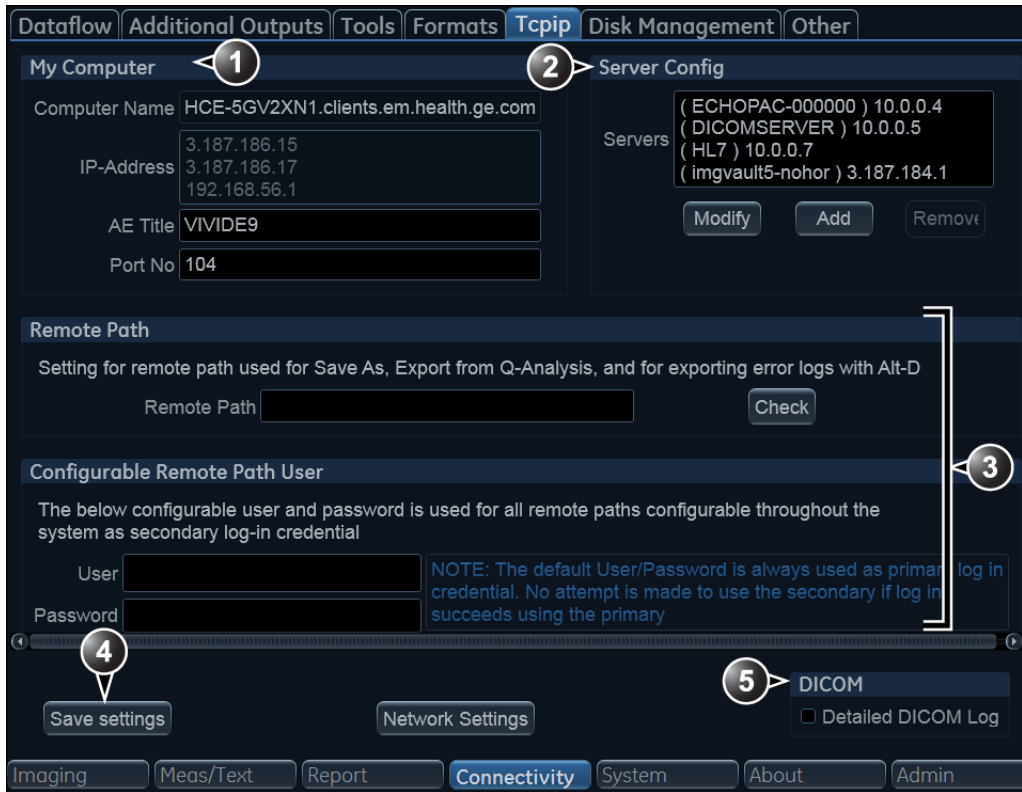 Dataflow Additional Outputs Tools Formats Tcpip Disk Management Other
My Computer
1
Computer Name HCE-5GV2XN1.clients.em.health.ge.com
IP-Address
3.187.186.15
3.187.186.17
192.168.56.1
AE Title VIVIDE9
Port No 104
2
Server Config
Servers
( ECHOPAC-000000 ) 10.0.0.4
( DICOMSERVER ) 10.0.0.5
( HL7 ) 10.0.0.7
( imgvault5-nohor ) 3.187.184.1
Modify Add Remove
Remote Path
Setting for remote path used for Save As, Export from Q-Analysis, and for exporting error logs with Alt-D
Remote Path Check
3
Configurable Remote Path User
The below configurable user and password is used for all remote paths configurable throughout the
system as secondary log-in credential
User
Password
NOTE: The default User/Password is always used as primary log in
credential. No attempt is made to use the secondary if log in
succeeds using the primary
4
Save settings
Network Settings
5
DICOM
Detailed DICOM Log
Imaging Meas/Text Report Connectivity System About Admin